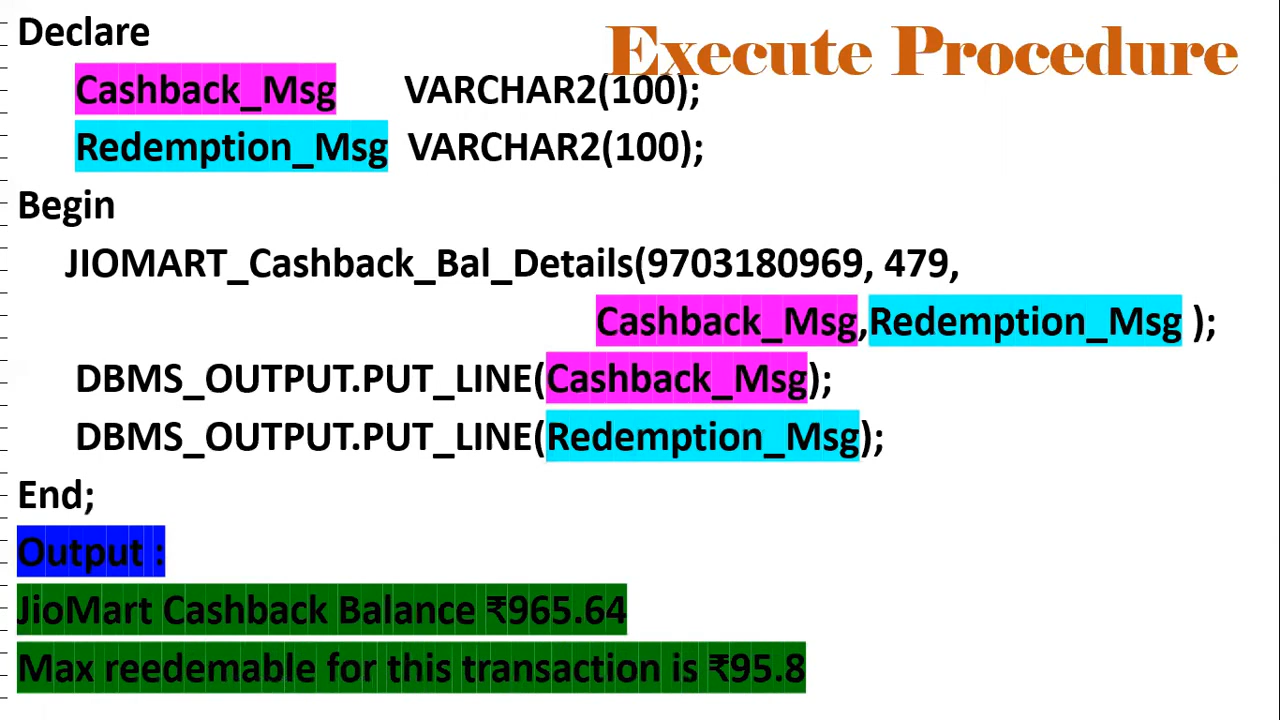 Execute Procedure
Declare
Cashback_Msg VARCHAR2(100);
Redemption_Msg VARCHAR2(100);
Begin
JIOMART_Cashback_Bal_Details(9703180969, 479,
Cashback_Msg,Redemption_Msg );
DBMS_OUTPUT.PUT_LINE(Cashback_Msg);
DBMS_OUTPUT.PUT_LINE(Redemption_Msg);
End;
Output :
JioMart Cashback Balance ₹965.64
Max reedemable for this transaction is ₹95.8